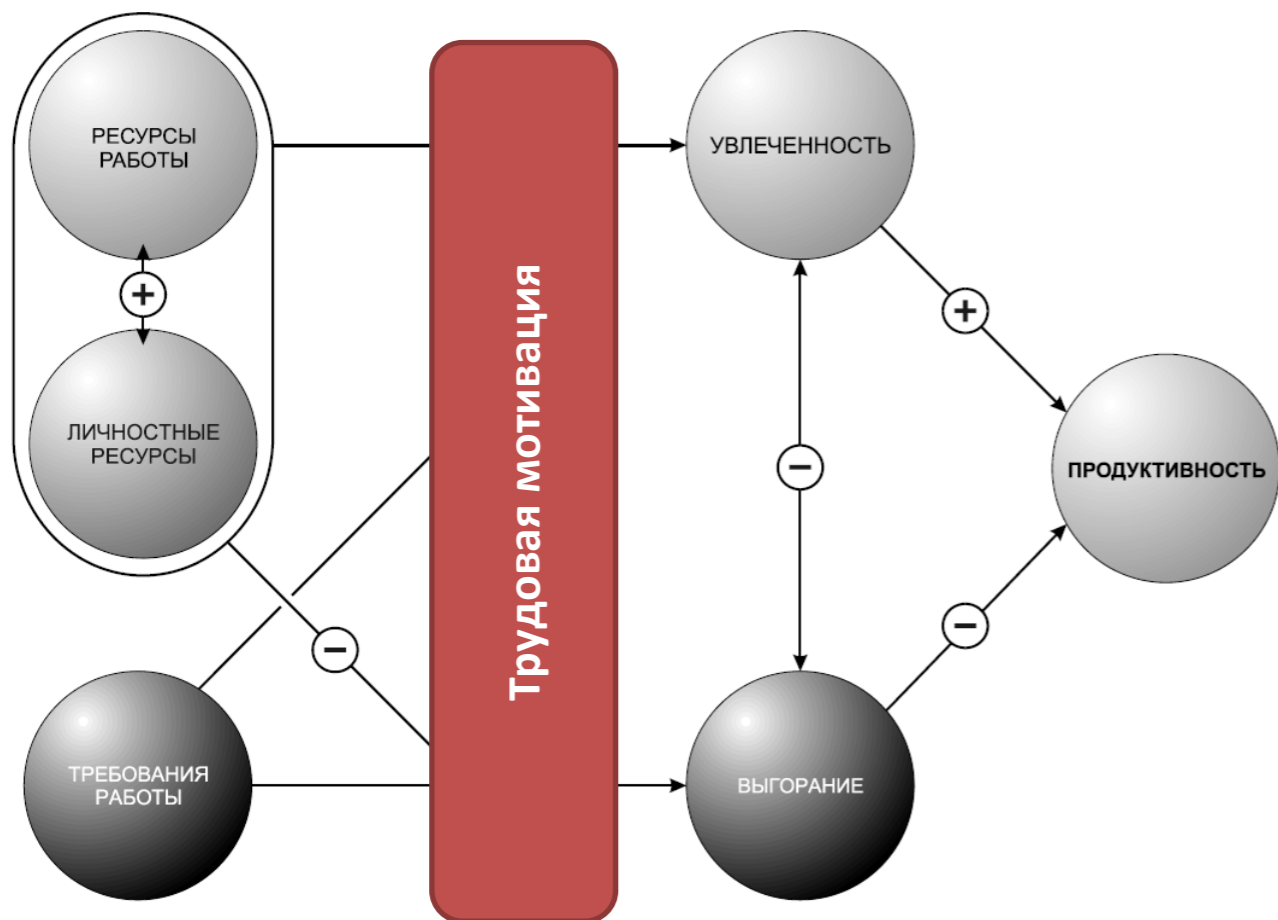 РЕСУРСЫ
РАБОТЫ
+
ЛИЧНОСТНЫЕ
РЕСУРСЫ
−
ТРЕБОВАНИЯ
РАБОТЫ
Трудовая мотивация
УВЛЕЧЕННОСТЬ
+
−
ПРОДУКТИВНОСТЬ
−
ВЫГОРАНИЕ